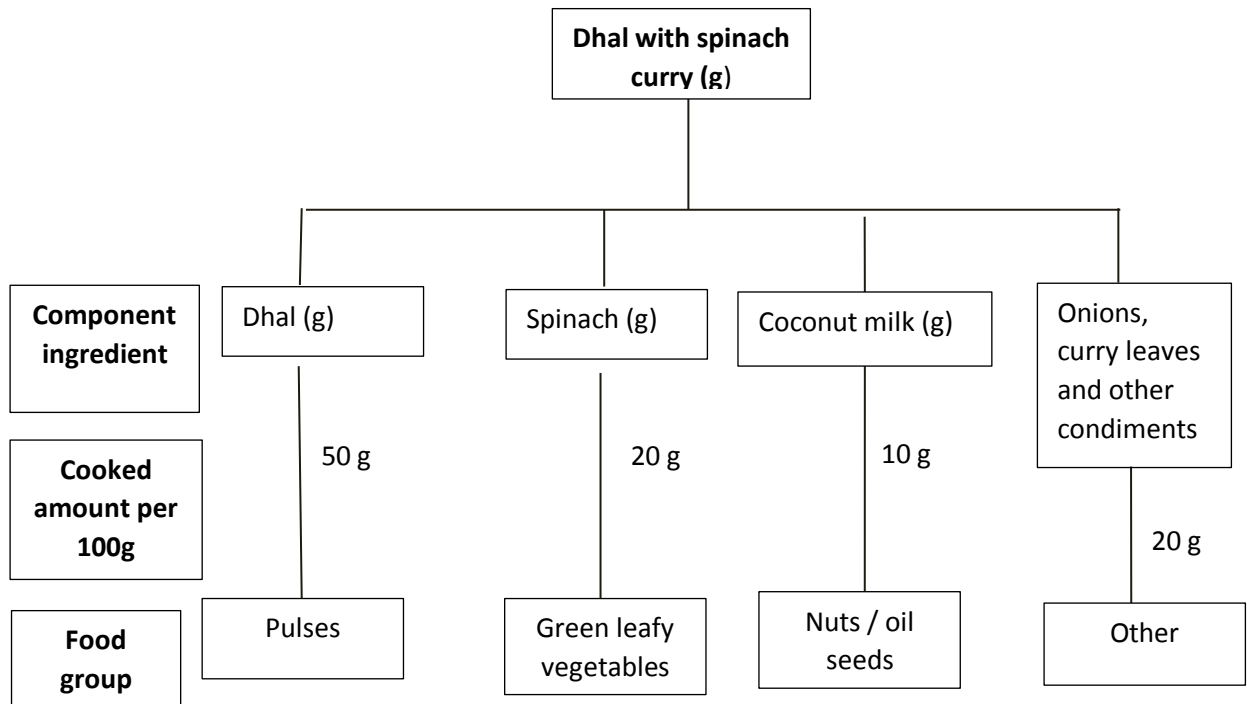 Dhal with spinach
curry (g)
Component
ingredient
Dhal (g)
Spinach (g)
Coconut milk (g)
Onions,
curry leaves
and other
condiments
Cooked
amount per
100g
50 g
20 g
10 g
20 g
Food
group
Pulses
Green leafy
vegetables
Nuts / oil
seeds
Other